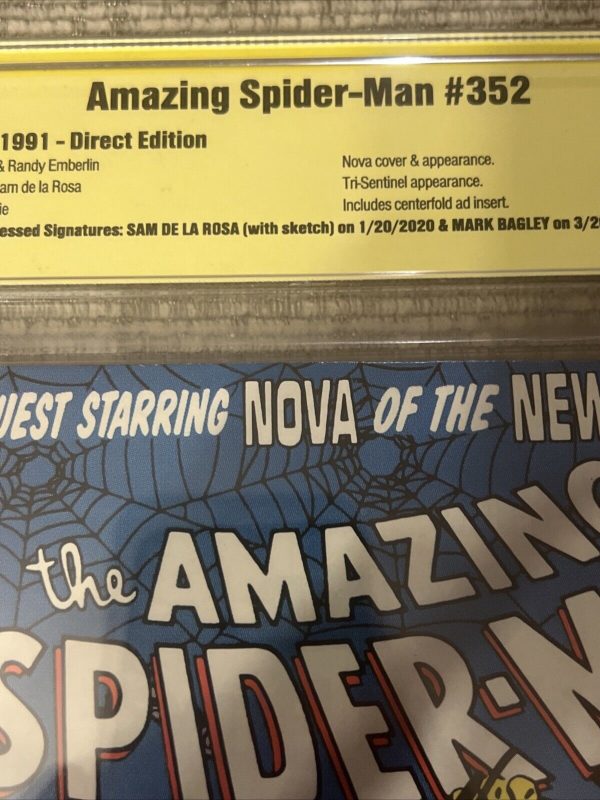 Amazing Spider-Man #352
1991 - Direct Edition
& Randy Emberlin
am de la Rosa
ie
Nova cover & appearance.
Tri-Sentinel appearance.
Includes centerfold ad insert.
essed Signatures: SAM DE LA ROSA (with sketch) on 1/20/2020 & MARK BAGLEY on 3/2
UEST STARRING NOVA OF THE NEW
the AMAZING
SPIDER-M